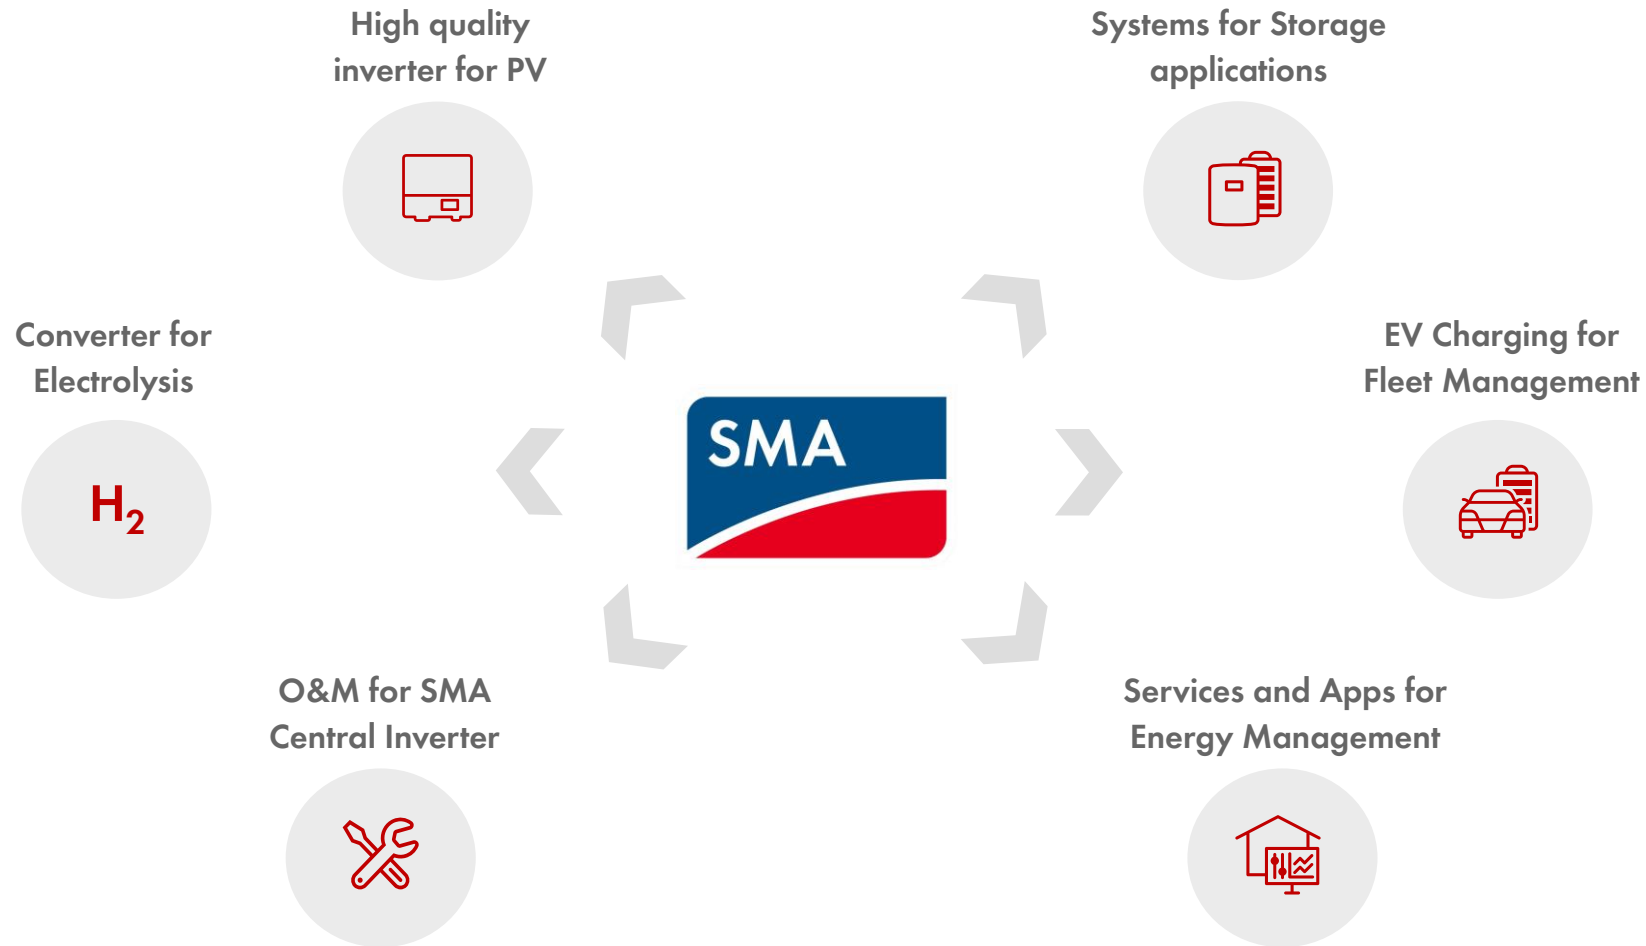 High quality
inverter for PV
Systems for Storage
applications
Converter for
Electrolysis
H₂
SMA
EV Charging for
Fleet Management
O&M for SMA
Central Inverter
Services and Apps for
Energy Management